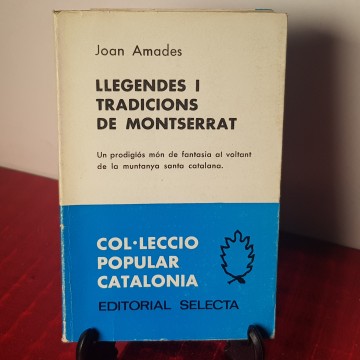 Joan Amades
LLEGENDES I
TRADICIONS
DE MONTSERRAT
Un prodigiós món de fantasia al voltant
de la muntanya santa catalana.
COL·LECCIO
POPULAR
CATALONIA
EDITORIAL SELECTA